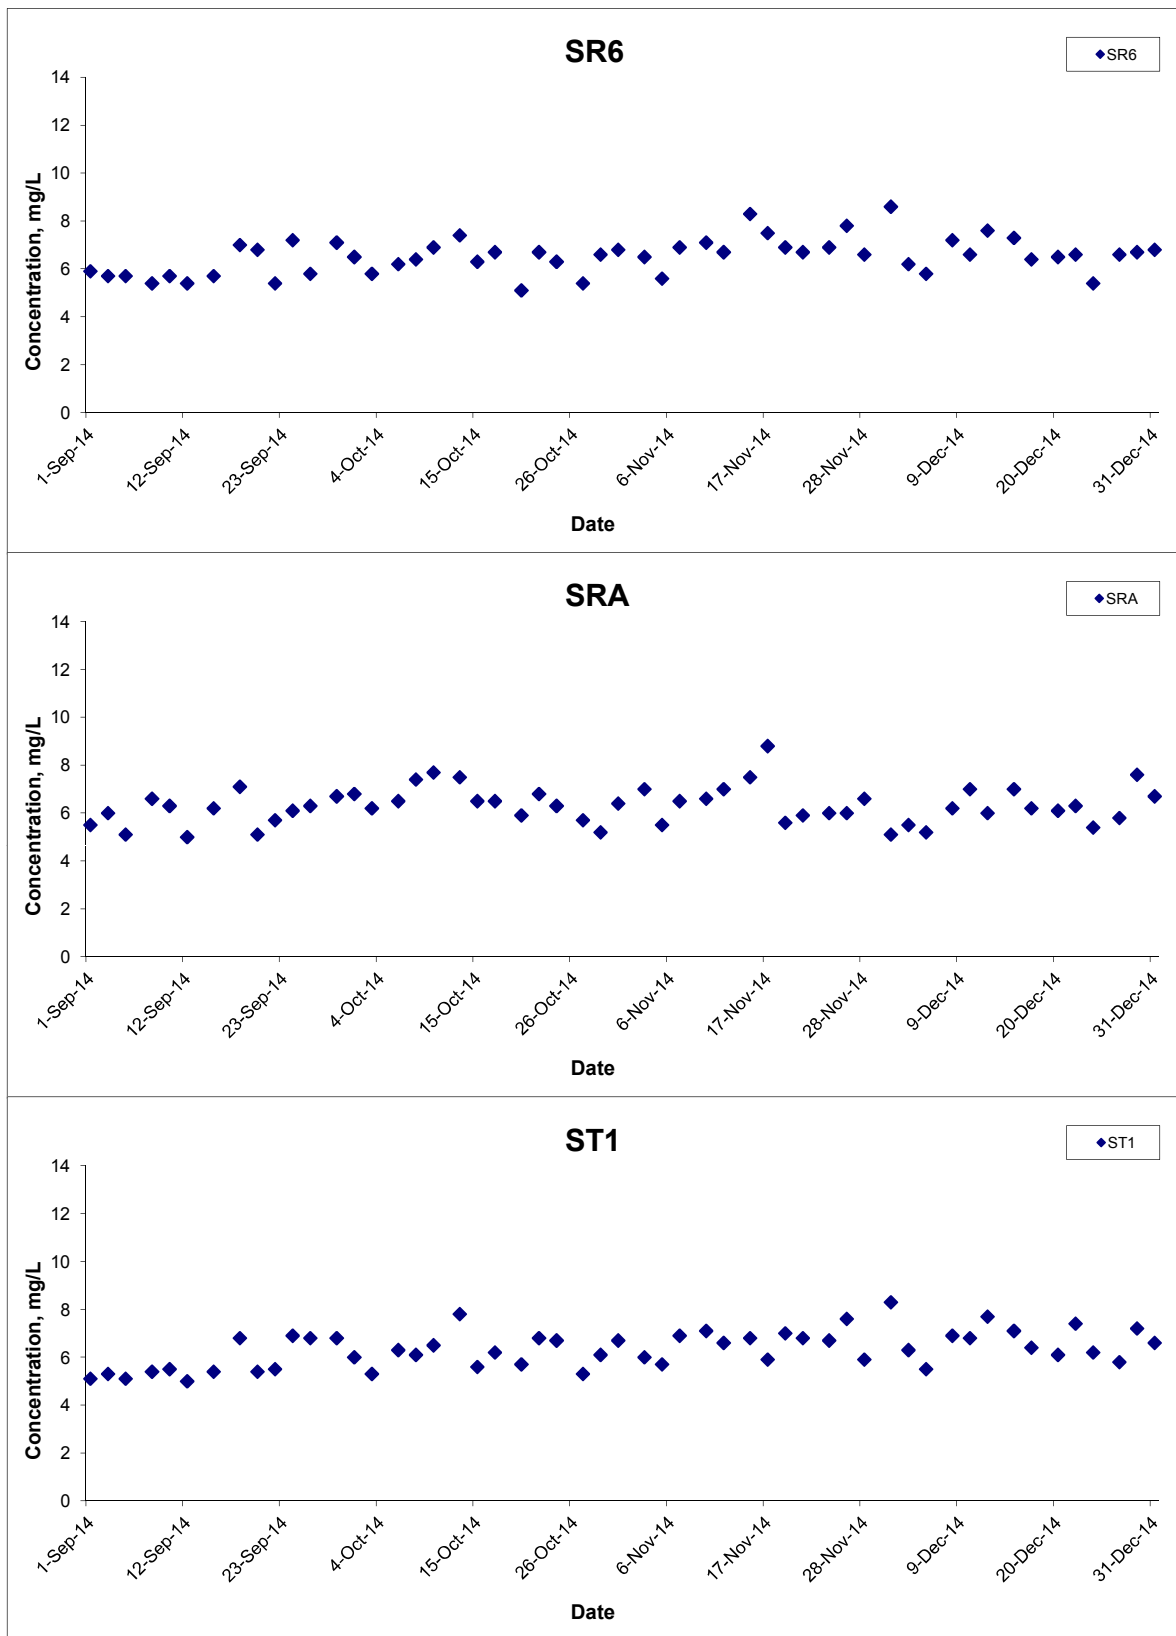 SR6
SR6
14
12
10
8
6
4
2
0
Concentration, mg/L
1-Sep-14
12-Sep-14
23-Sep-14
4-Oct-14
15-Oct-14
26-Oct-14
6-Nov-14
17-Nov-14
28-Nov-14
9-Dec-14
20-Dec-14
31-Dec-14
Date
SRA
SRA
14
12
10
8
6
4
2
0
Concentration, mg/L
1-Sep-14
12-Sep-14
23-Sep-14
4-Oct-14
15-Oct-14
26-Oct-14
6-Nov-14
17-Nov-14
28-Nov-14
9-Dec-14
20-Dec-14
31-Dec-14
Date
ST1
ST1
14
12
10
8
6
4
2
0
Concentration, mg/L
1-Sep-14
12-Sep-14
23-Sep-14
4-Oct-14
15-Oct-14
26-Oct-14
6-Nov-14
17-Nov-14
28-Nov-14
9-Dec-14
20-Dec-14
31-Dec-14
Date